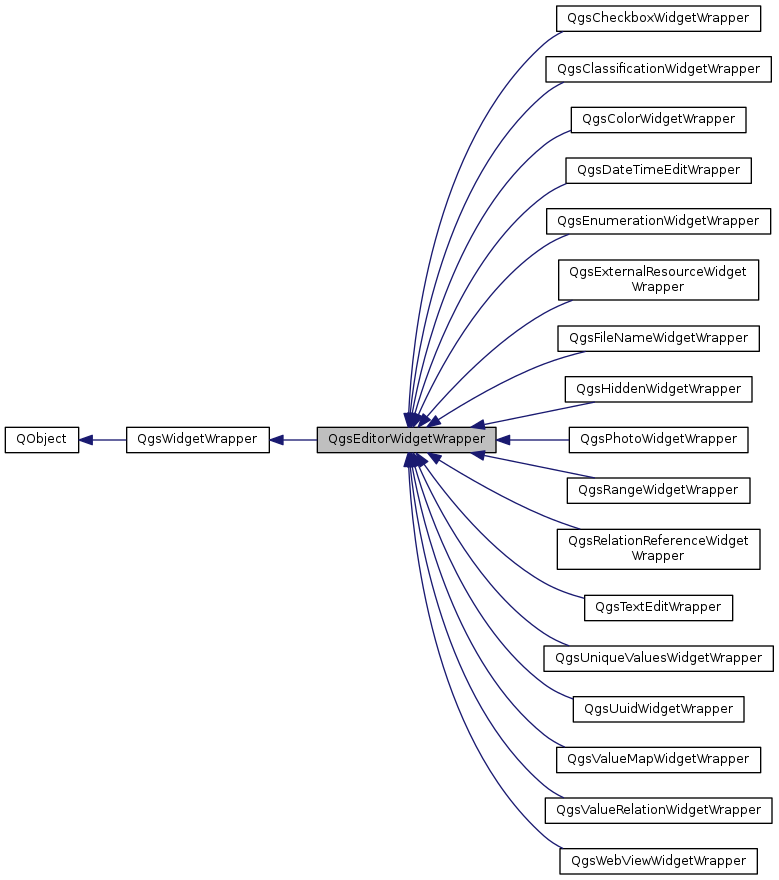 QgsCheckboxWidgetWrapper
QgsClassificationWidgetWrapper
QgsColorWidgetWrapper
QgsDateTimeEditWrapper
QgsEnumerationWidgetWrapper
QgsExternalResourceWidget
Wrapper
QgsFileNameWidgetWrapper
QgsHiddenWidgetWrapper
QObject
QgsWidgetWrapper
QgsEditorWidgetWrapper
QgsPhotoWidgetWrapper
QgsRangeWidgetWrapper
QgsRelationReferenceWidget
Wrapper
QgsTextEditWrapper
QgsUniqueValuesWidgetWrapper
QgsUuidWidgetWrapper
QgsValueMapWidgetWrapper
QgsValueRelationWidgetWrapper
QgsWebViewWidgetWrapper